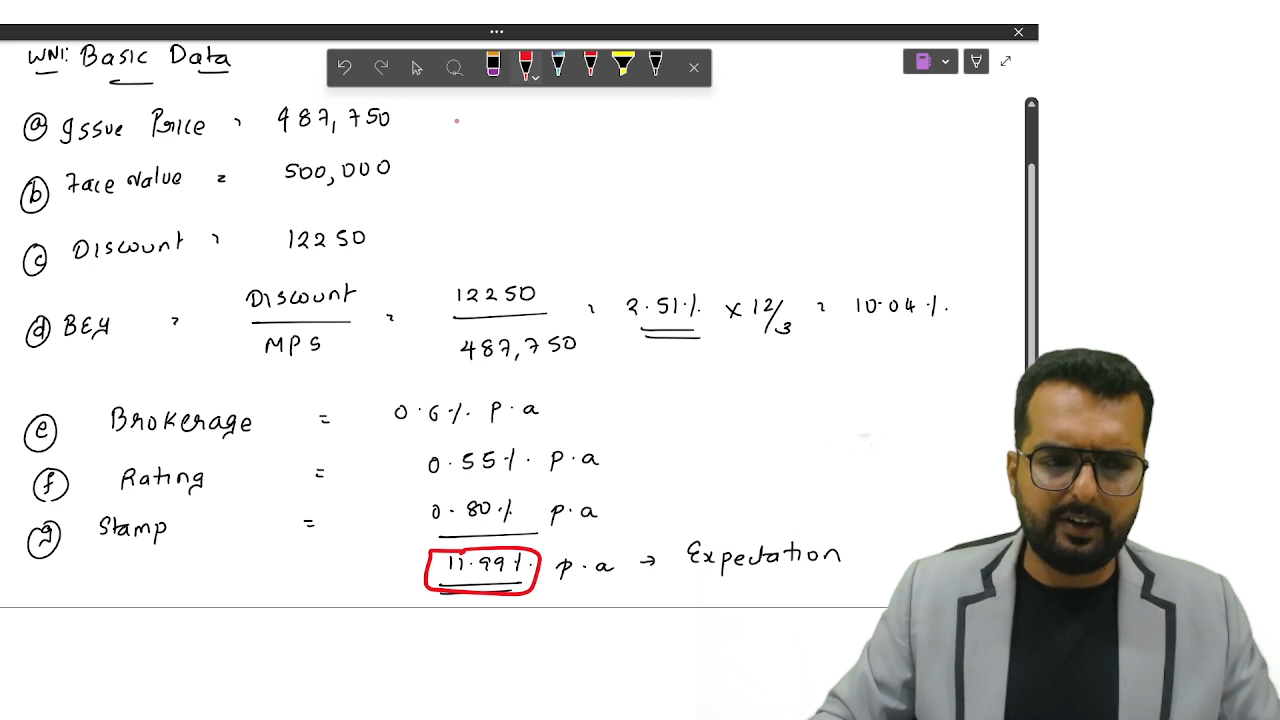 WN1: Basic Data
(a) Issue Price = 487,750
(b) Face Value = 500,000
(c) Discount = 12250
(d) BEY = Discount / MPS = 12250 / 487,750 = 2.51% × 12/3 = 10.04%.
(e) Brokerage = 0.6% p.a
(f) Rating = 0.55% p.a
(g) Stamp = 0.80% p.a
11.99% p.a → Expectation